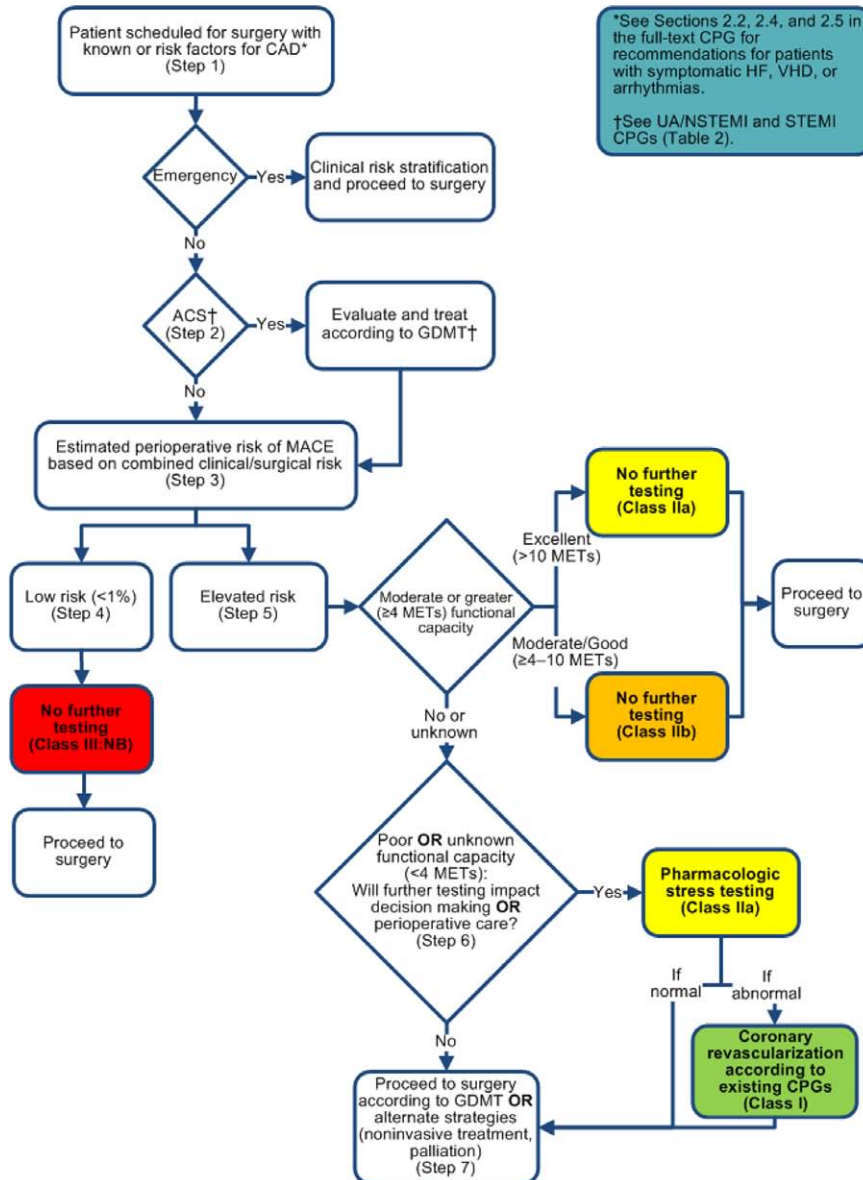 Patient scheduled for surgery with
known or risk factors for CAD*
(Step 1)
*See Sections 2.2, 2.4, and 2.5 in
the full-text CPG for
recommendations for patients
with symptomatic HF, VHD, or
arrhythmias.
†See UA/NSTEMI and STEMI
CPGs (Table 2).
Emergency
Yes
Clinical risk stratification
and proceed to surgery
No
ACS†
(Step 2)
Yes
Evaluate and treat
according to GDMT†
No
Estimated perioperative risk of MACE
based on combined clinical/surgical risk
(Step 3)
Low risk (<1%)
(Step 4)
Elevated risk
(Step 5)
No further
testing
(Class III:NB)
Proceed to
surgery
Moderate or greater
(≥4 METs) functional
capacity
Excellent
(>10 METs)
No further
testing
(Class IIa)
Moderate/Good
(≥4–10 METs)
No further
testing
(Class IIb)
Proceed to
surgery
No or
unknown
Poor OR unknown
functional capacity
(<4 METs):
Will further testing impact
decision making OR
perioperative care?
(Step 6)
Yes
Pharmacologic
stress testing
(Class IIa)
If
normal
If
abnormal
Coronary
revascularization
according to
existing CPGs
(Class I)
No
Proceed to surgery
according to GDMT OR
alternate strategies
(noninvasive treatment,
palliation)
(Step 7)